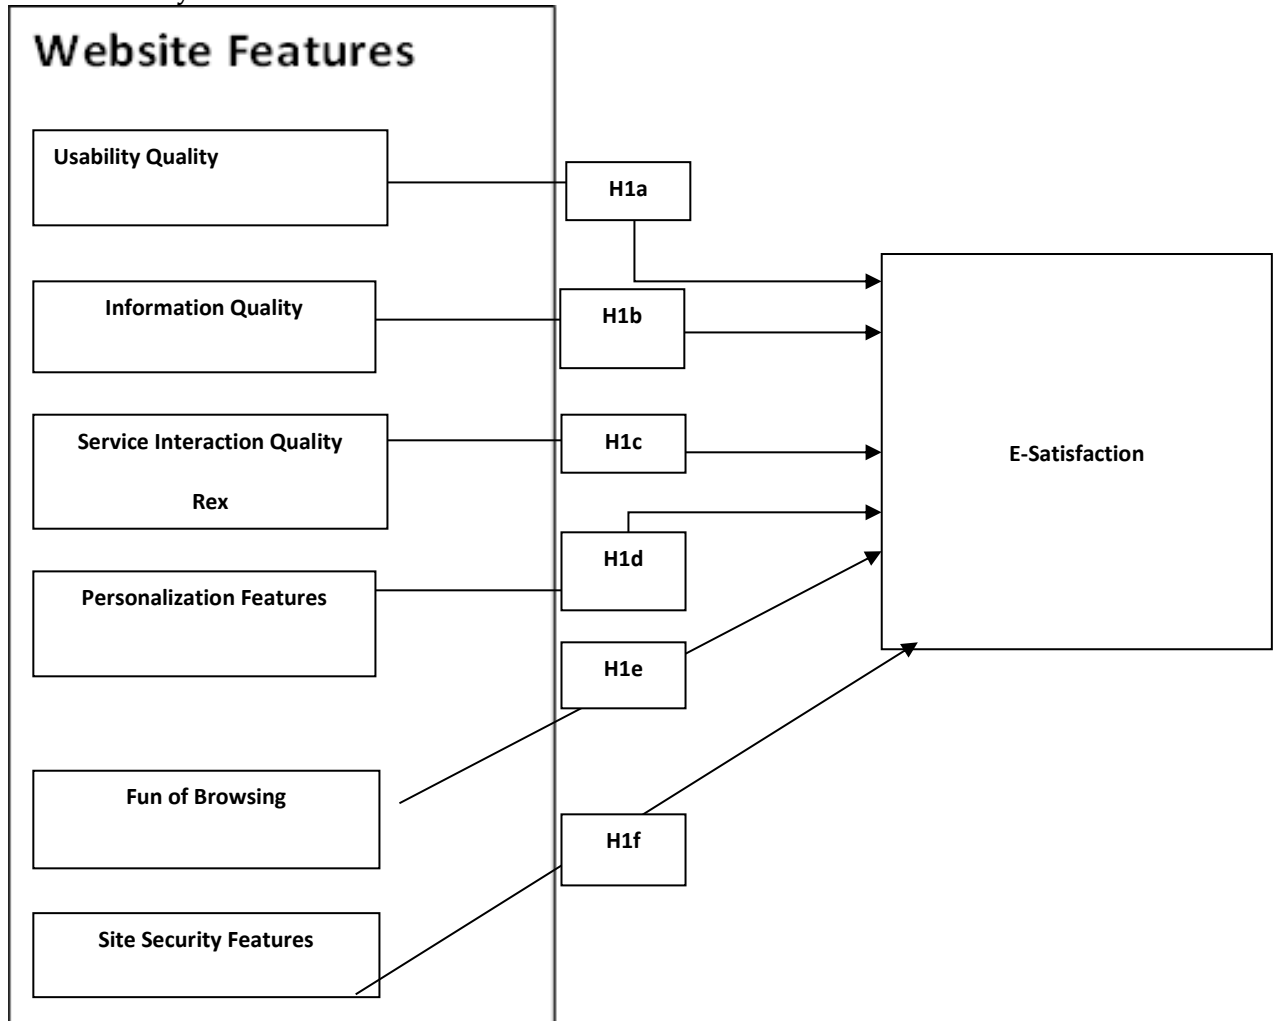 Website Features
Usability Quality
H1a
Information Quality
H1b
Service Interaction Quality
Rex
H1c
E-Satisfaction
H1d
Personalization Features
H1e
Fun of Browsing
H1f
Site Security Features